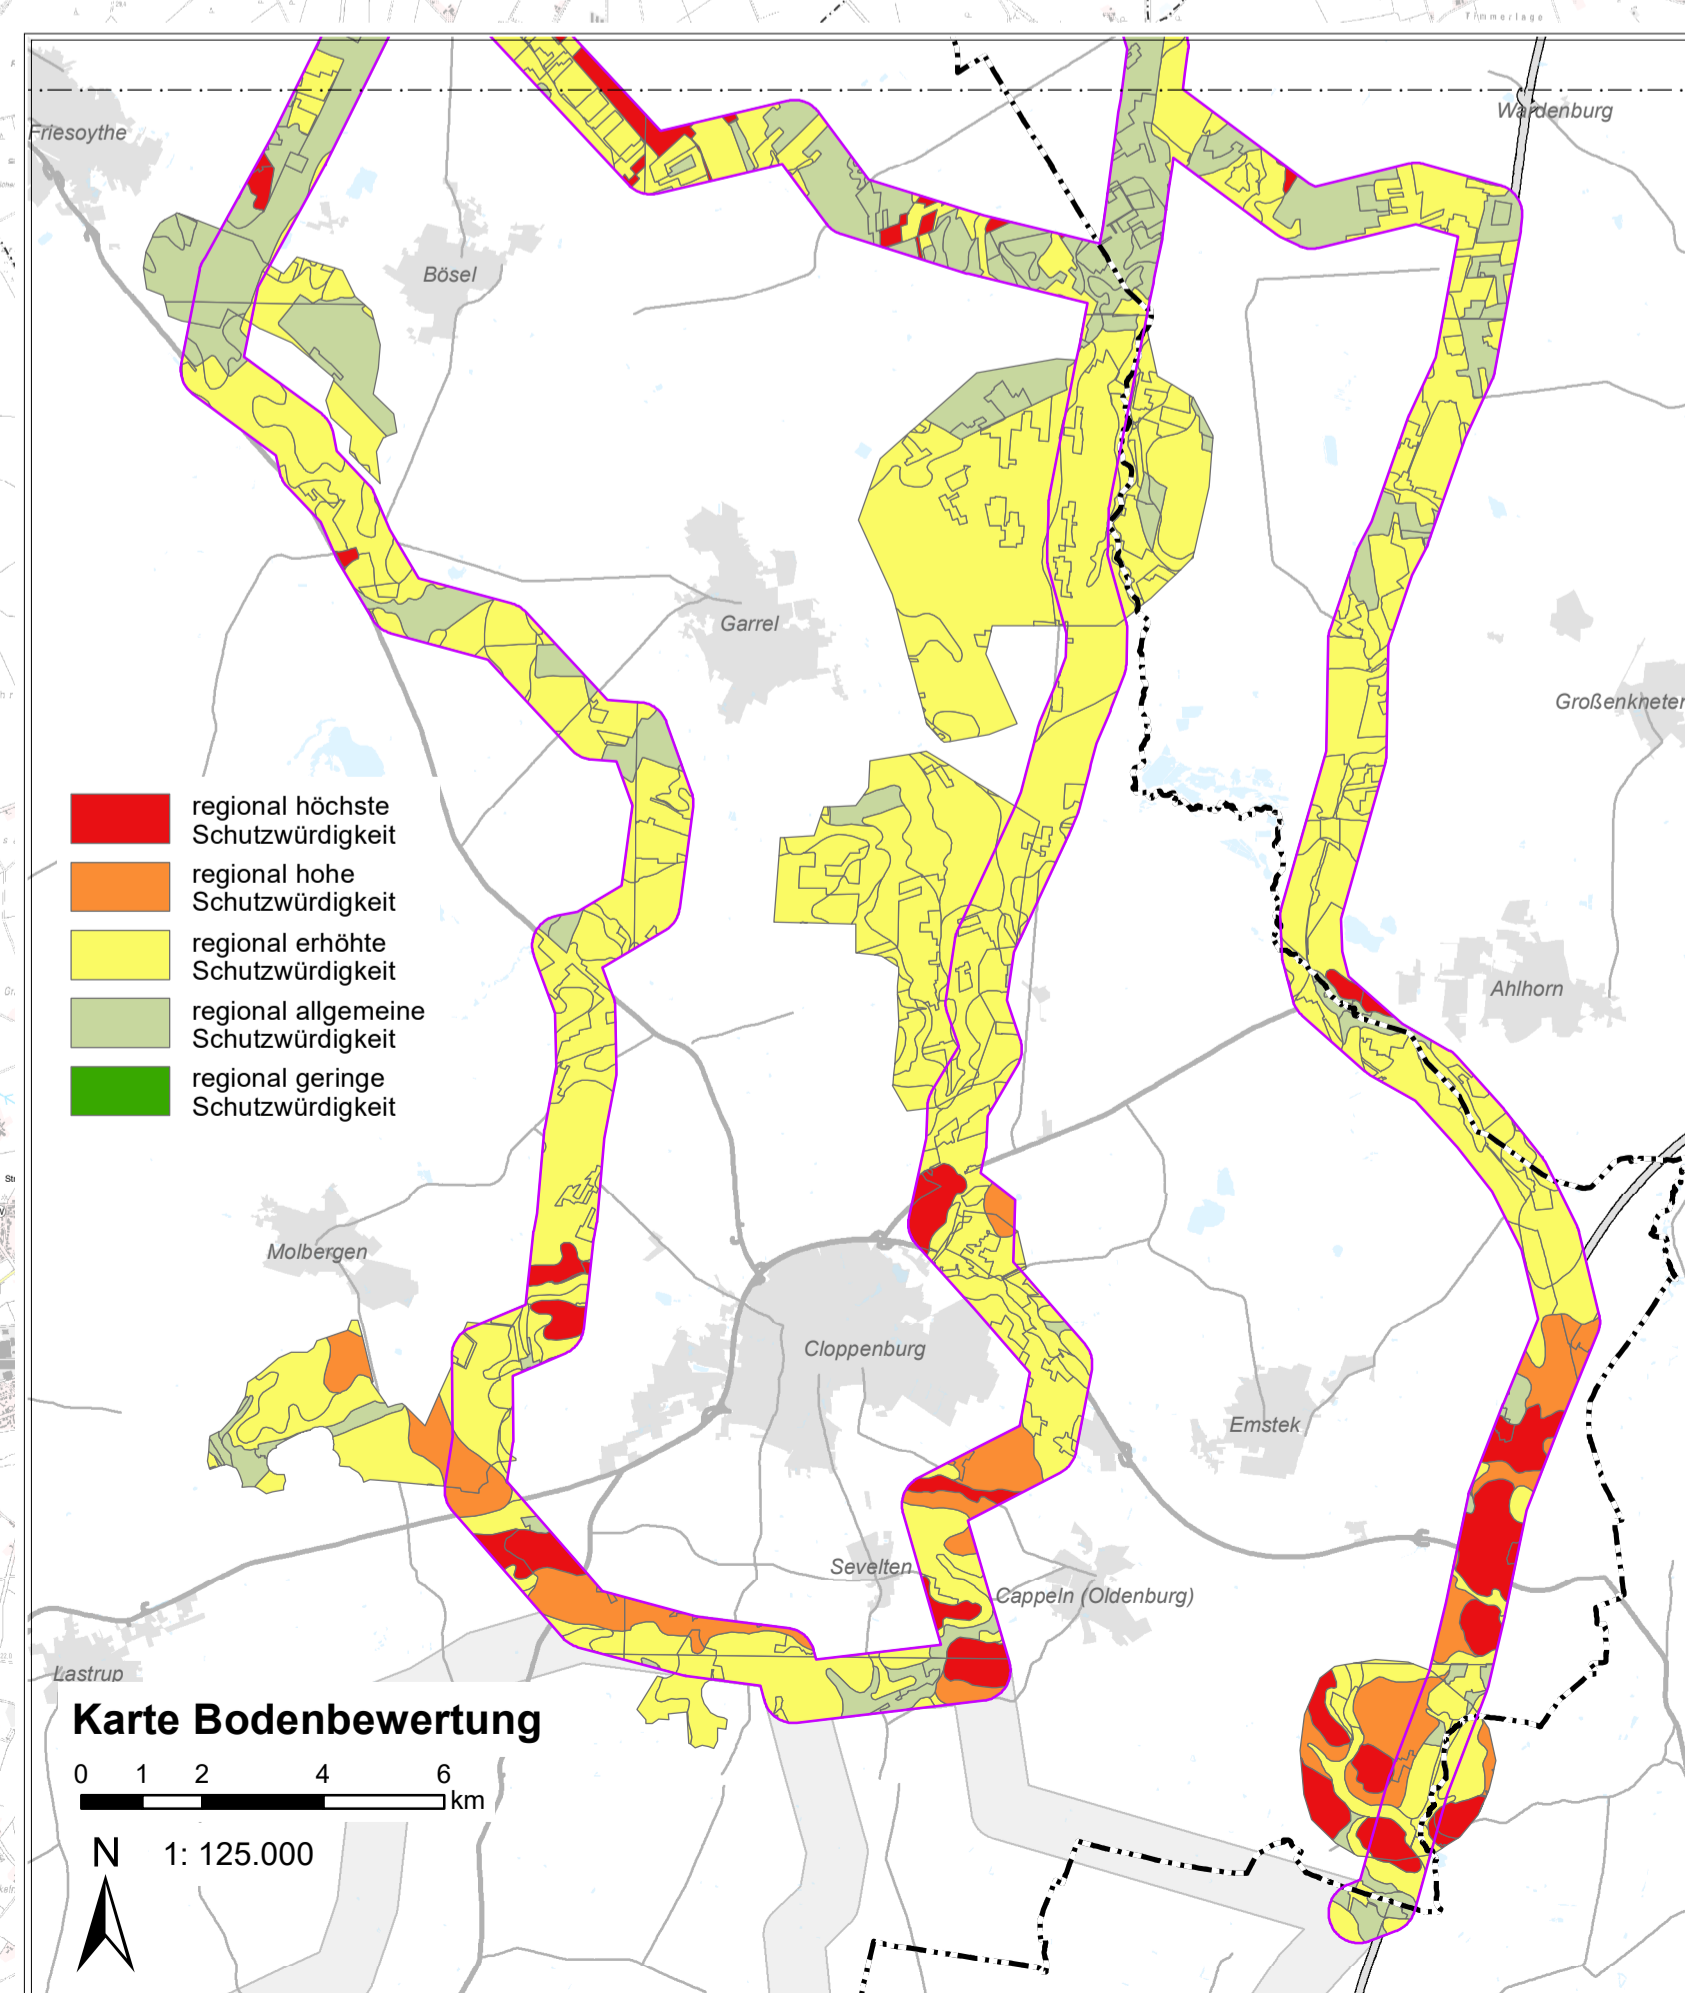 Timmerlage
Wardenburg
Friesoythe
Bösel
Garrel
Großenkneten
regional höchste
Schutzwürdigkeit
regional hohe
Schutzwürdigkeit
regional erhöhte
Schutzwürdigkeit
regional allgemeine
Schutzwürdigkeit
regional geringe
Schutzwürdigkeit
Ahlhorn
Molbergen
Cloppenburg
Emstek
Sevelten
Cappeln (Oldenburg)
Lastrup
Karte Bodenbewertung
0 1 2 4 6
km
N 1: 125.000